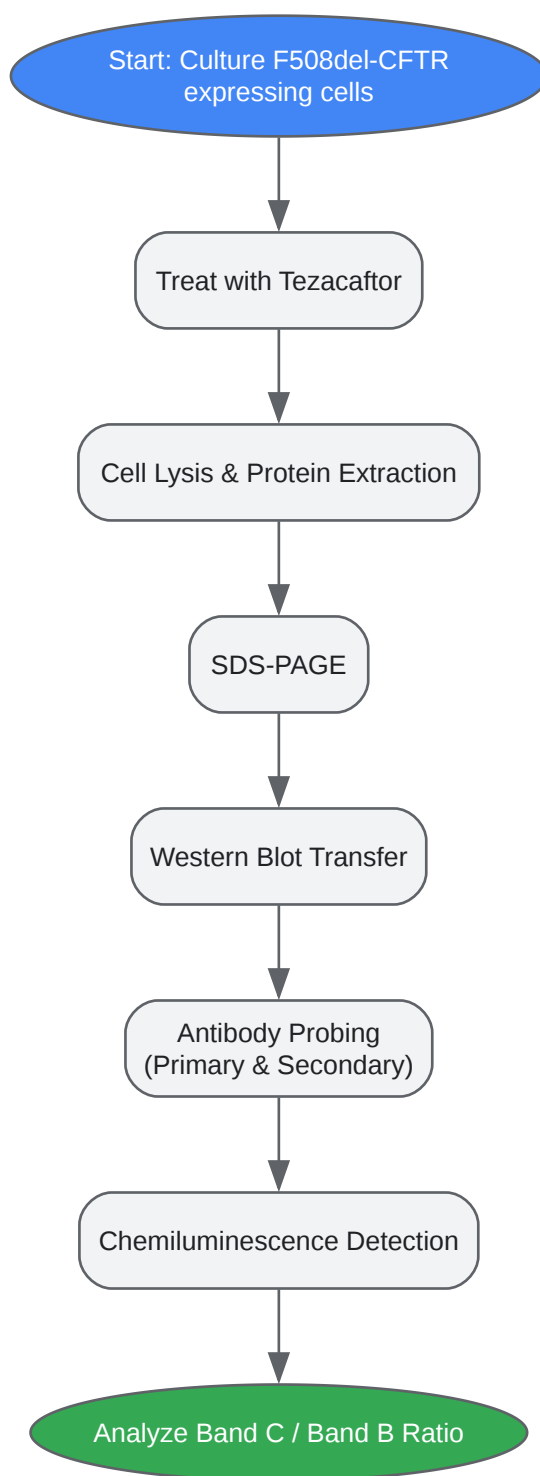 Start: Culture F508del-CFTR
expressing cells
Treat with Tezacaftor
Cell Lysis & Protein Extraction
SDS-PAGE
Western Blot Transfer
Antibody Probing
(Primary & Secondary)
Chemiluminescence Detection
Analyze Band C / Band B Ratio